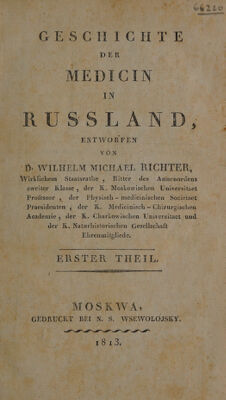 66220
GESCHICHTE
DER
MEDICIN
IN
RUSSLAND,
ENTWORFEN
VON
Dr WILHELM MICHAEL RICHTER,
Wirklichem Staatsrathe, Ritter des Annenordens
zweiter Klasse, der K. Moskowischen Universitaet
Professor, der Physisch-medicinischen Societaet
Praesidenten, der K. Medicinisch-Chirurgischen
Academie, der K. Charkowischen Universitaet und
der K. Naturhistorischen Gesellschaft
Ehrenmitgliede.
ERSTER THEIL.
MOSKWA.
GEDRUCKT BEI N. S. WSEWOLOJSKY.
1813.